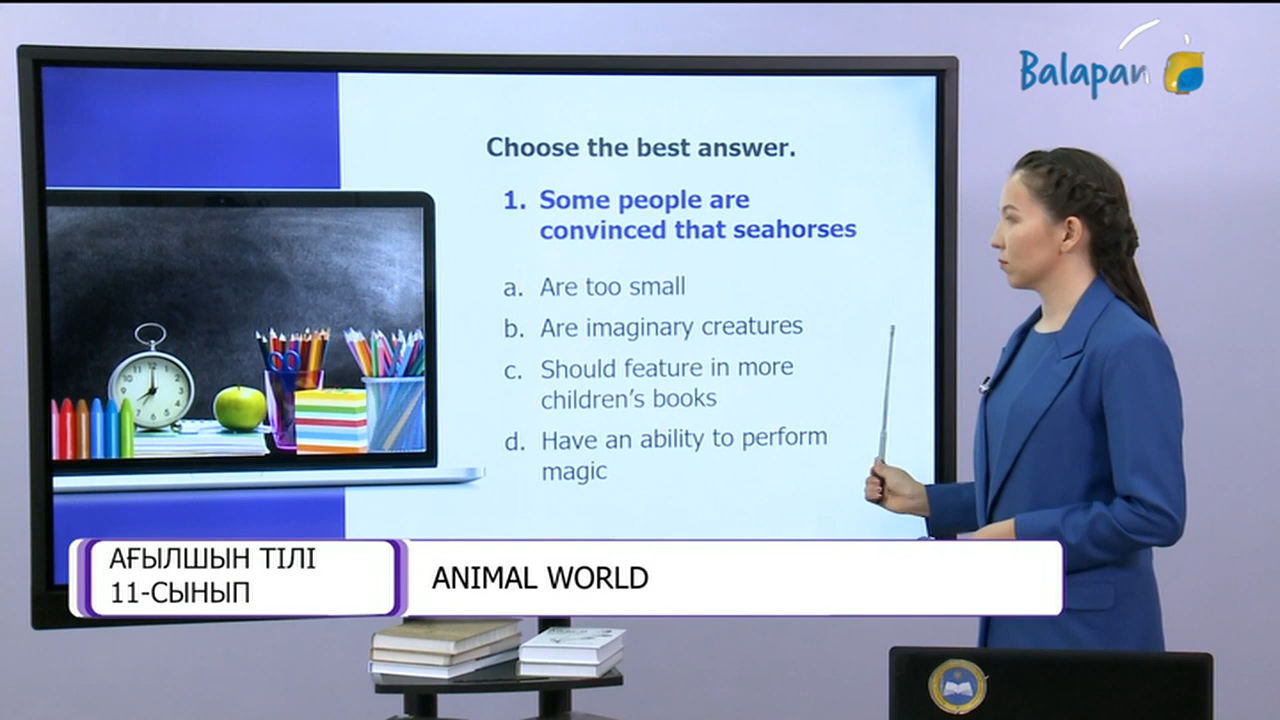 Balapan
Choose the best answer.
1. Some people are
convinced that seahorses
a. Are too small
b. Are imaginary creatures
c. Should feature in more
children's books
d. Have an ability to perform
magic
АҒЫЛШЫН ТІЛІ
11-СЫНЫП
ANIMAL WORLD